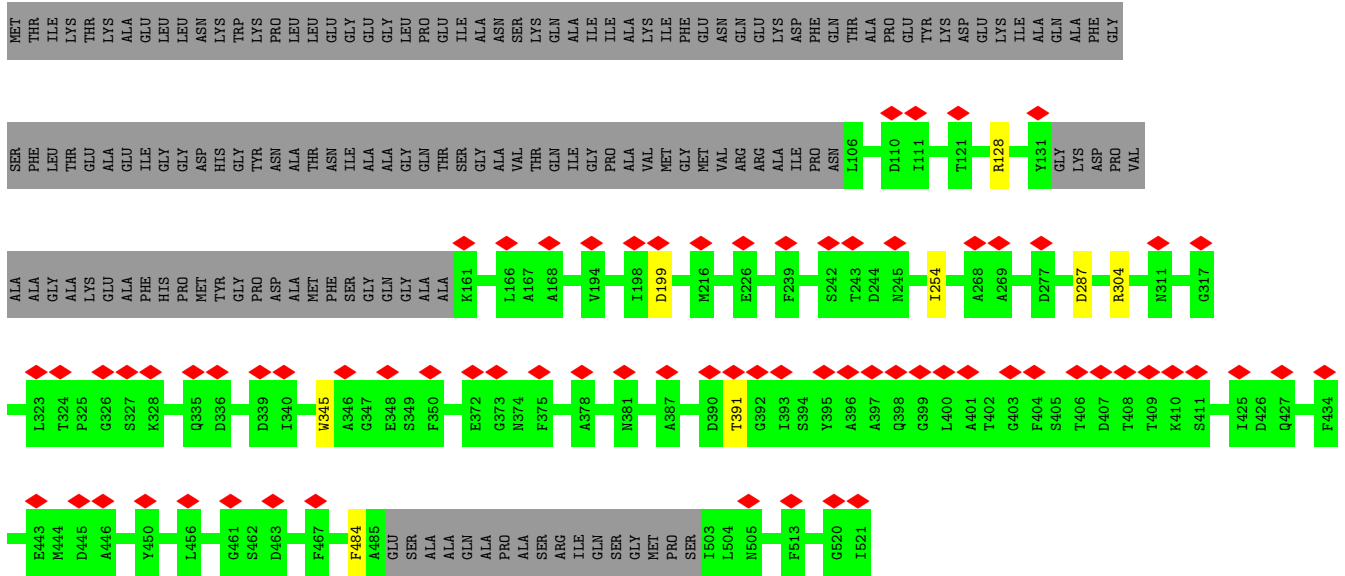 MET THR ILE LYS THR LYS ALA GLU LEU LEU ASN LYS TRP LYS PRO LEU LEU GLU GLY GLU GLY LEU PRO GLU ILE ALA ASN SER LYS GLN ALA ILE ILE ALA LYS ILE PHE GLU ASN GLN GLU LYS ASP PHE GLN THR ALA PRO GLU TYR LYS ASP GLU LYS ILE ALA GLN ALA PHE GLY
SER PHE LEU THR GLU ALA GLU ILE GLY GLY ASP HIS GLY TYR ASN ALA THR ASN ILE ALA ALA GLY GLN THR SER GLY ALA VAL THR GLN ILE GLY PRO ALA VAL MET GLY MET VAL ARG ARG ALA ILE PRO ASN L106 D110 I111 T121 R128 Y131 GLY LYS ASP PRO VAL
ALA ALA GLY ALA LYS GLU ALA PHE HIS PRO MET TYR GLY PRO ASP ALA MET PHE SER GLY GLN GLY ALA ALA K161 L166 A167 A168 V194 I198 D199 M216 E226 F239 S242 T243 D244 N245 I254 A268 A269 D277 D287 R304 N311 G317
L323 T324 P325 G326 S327 K328 Q335 D336 D339 I340 W345 A346 G347 E348 S349 F350 E372 G373 N374 F375 A378 N381 A387 D390 T391 G392 I393 S394 Y395 A396 A397 Q398 G399 L400 A401 T402 G403 F404 S405 T406 D407 T408 T409 K410 S411 I425 D426 Q427 F434
E443 M444 D445 A446 Y450 L456 G461 S462 D463 F467 F484 A485 GLU SER ALA ALA GLN ALA PRO ALA SER ARG ILE GLN SER GLY MET PRO SER I503 L504 N505 F513 G520 I521